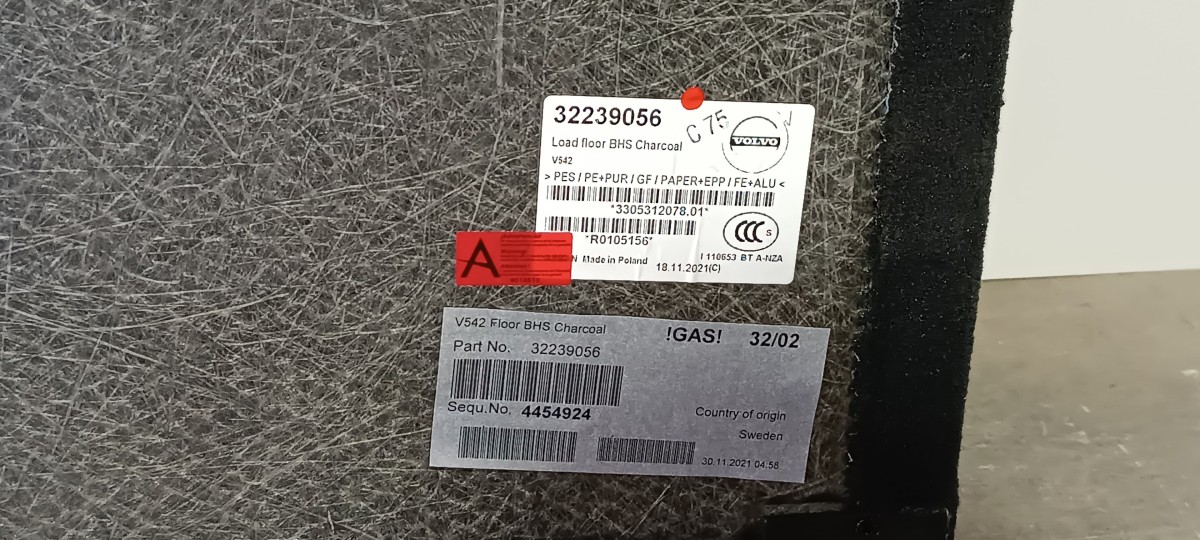 32239056
C 75
Load floor BHS Charcoal
VOLVO
V542
> PES / PE+PUR / GF / PAPER+EPP / FE+ALU <
*3305312078.01*
*R0105156*
CCC S
A
Made in Poland
18.11.2021(C)
I 110653 BT A-NZA
V542 Floor BHS Charcoal
!GAS! 32/02
Part No. 32239056
Sequ.No. 4454924
Country of origin
Sweden
30.11.2021 04:58